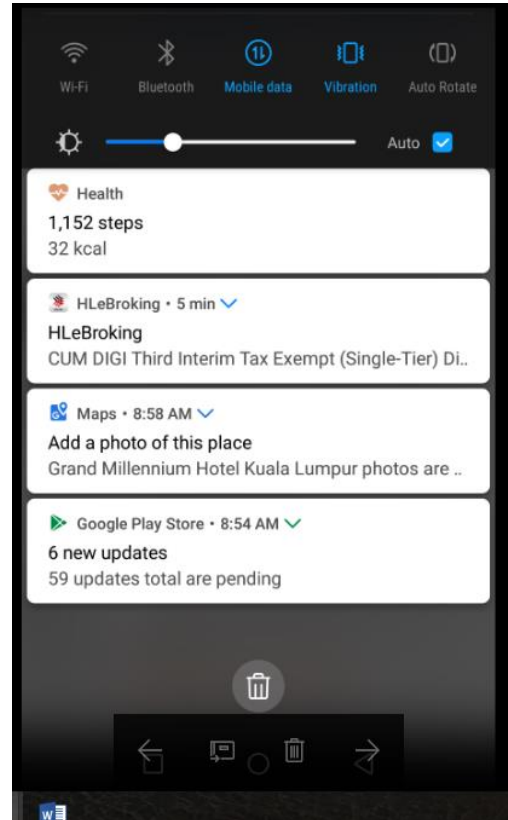 Wi-Fi Bluetooth Mobile data Vibration Auto Rotate
Auto
Health
1,152 steps
32 kcal
HLeBroking • 5 min
HLeBroking
CUM DIGI Third Interim Tax Exempt (Single-Tier) Di..
Maps • 8:58 AM
Add a photo of this place
Grand Millennium Hotel Kuala Lumpur photos are ..
Google Play Store • 8:54 AM
6 new updates
59 updates total are pending
W